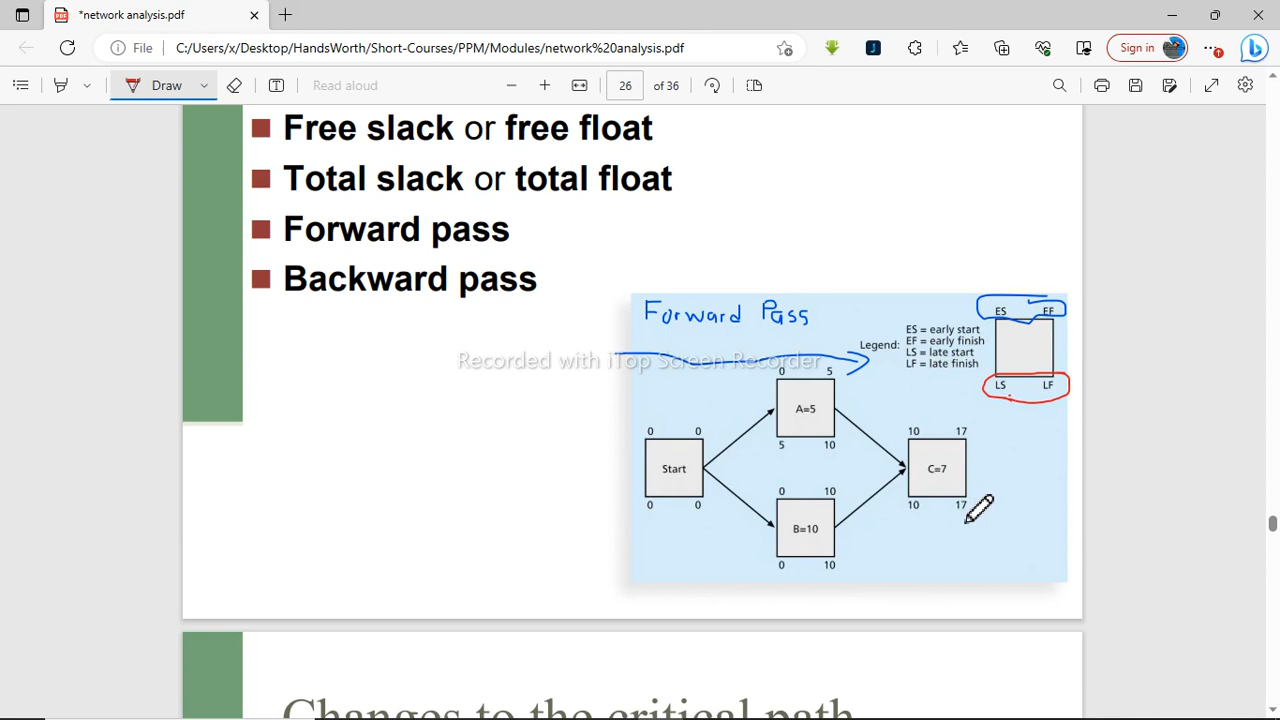 *network analysis.pdf
File C:/Users/x/Desktop/HandsWorth/Short-Courses/PPM/Modules/network%20analysis.pdf
Sign in
Draw
Read aloud
26 of 36
Free slack or free float
Total slack or total float
Forward pass
Backward pass
Forward Pass
ES EF
Legend:
ES = early start
EF = early finish
LS = late start
LF = late finish
LS LF
Recorded with iTop Screen Recorder
0 5
A=5
5 10
0 0
Start
0 0
10 17
C=7
10 17
0 10
B=10
0 10
Changes to the critical path